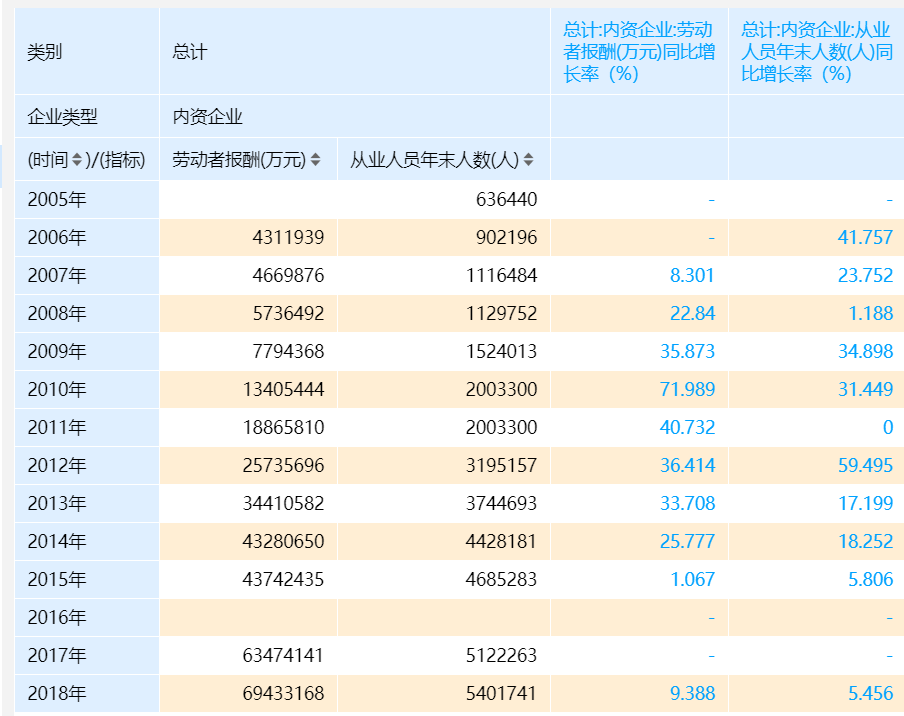 类别 总计 总计:内资企业:劳动 总计:内资企业:从业
者报酬(万元)同比增 人员年末人数(人)同
长率（%） 比增长率（%）
企业类型 内资企业
(时间)/(指标) 劳动者报酬(万元) 从业人员年末人数(人)
2005年 636440 - -
2006年 4311939 902196 - 41.757
2007年 4669876 1116484 8.301 23.752
2008年 5736492 1129752 22.84 1.188
2009年 7794368 1524013 35.873 34.898
2010年 13405444 2003300 71.989 31.449
2011年 18865810 2003300 40.732 0
2012年 25735696 3195157 36.414 59.495
2013年 34410582 3744693 33.708 17.199
2014年 43280650 4428181 25.777 18.252
2015年 43742435 4685283 1.067 5.806
2016年 - -
2017年 63474141 5122263 - -
2018年 69433168 5401741 9.388 5.456